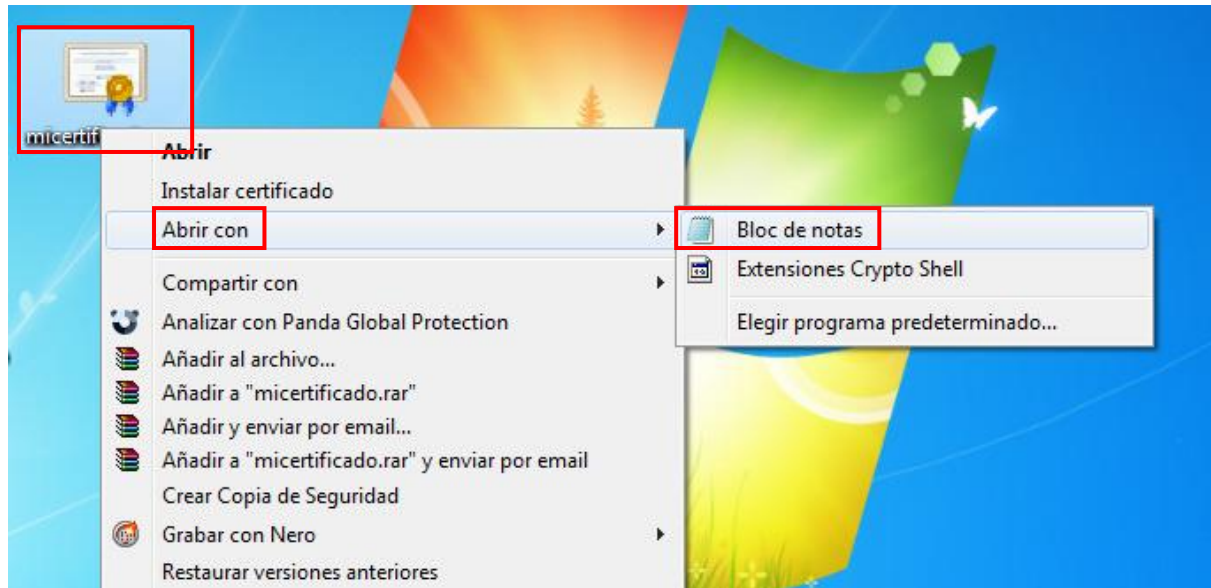 micertif
Abrir
Instalar certificado
Abrir con
Bloc de notas
Extensiones Crypto Shell
Elegir programa predeterminado...
Compartir con
Analizar con Panda Global Protection
Añadir al archivo...
Añadir a "micertificado.rar"
Añadir y enviar por email...
Añadir a "micertificado.rar" y enviar por email
Crear Copia de Seguridad
Grabar con Nero
Restaurar versiones anteriores